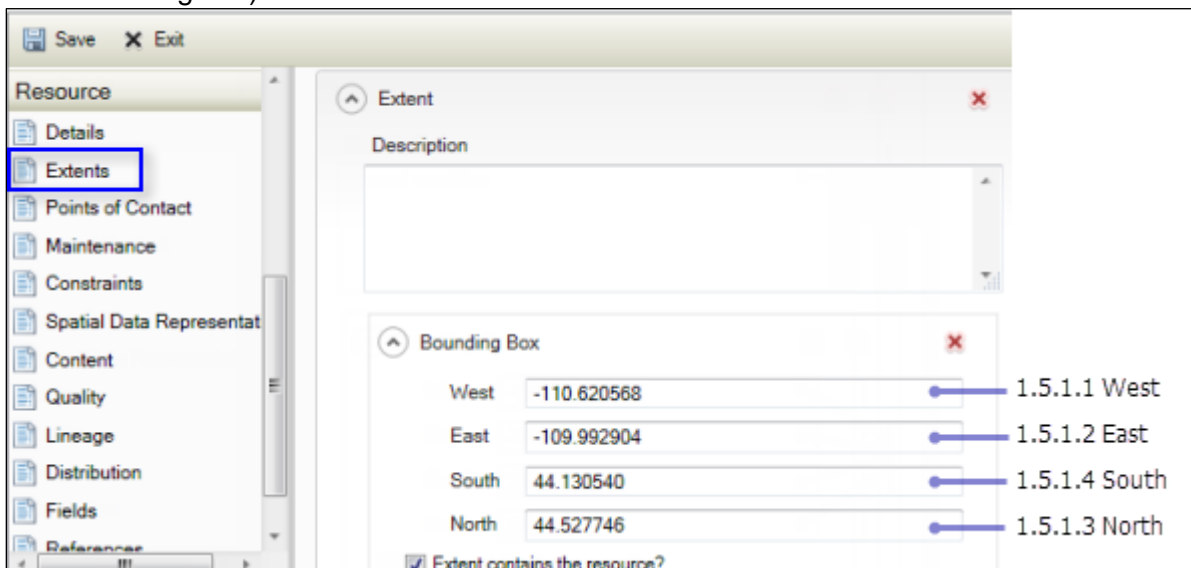 Save Exit
Resource
Details
Extents
Points of Contact
Maintenance
Constraints
Spatial Data Representat
Content
Quality
Lineage
Distribution
Fields
References
Extent
Description
Bounding Box
West -110.620568 1.5.1.1 West
East -109.992904 1.5.1.2 East
South 44.130540 1.5.1.4 South
North 44.527746 1.5.1.3 North
Extent contains the resource?